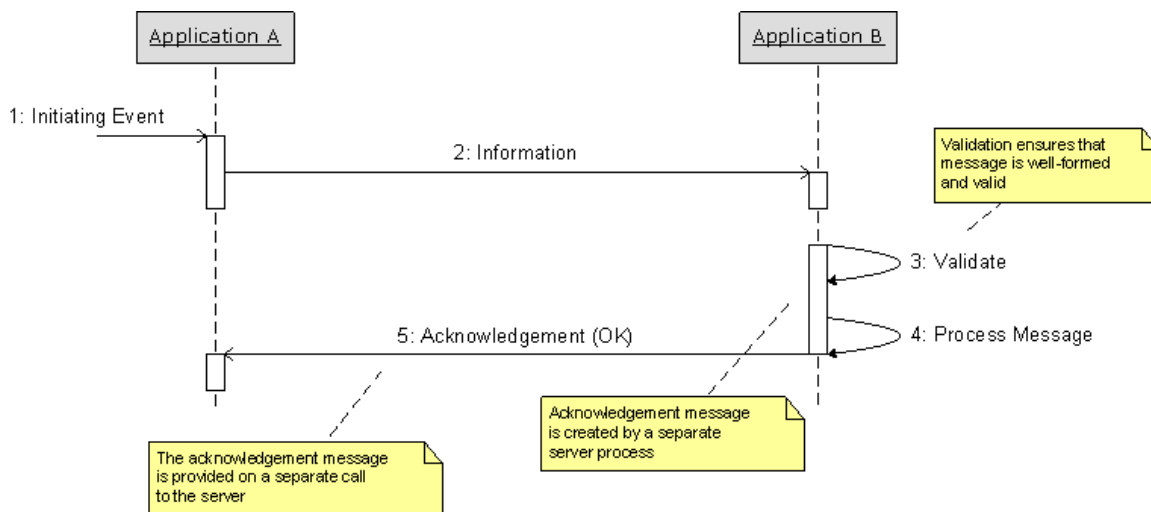 Application A
Application B
1: Initiating Event
2: Information
Validation ensures that
message is well-formed
and valid
3: Validate
4: Process Message
5: Acknowledgement (OK)
Acknowledgement message
is created by a separate
server process
The acknowledgement message
is provided on a separate call
to the server